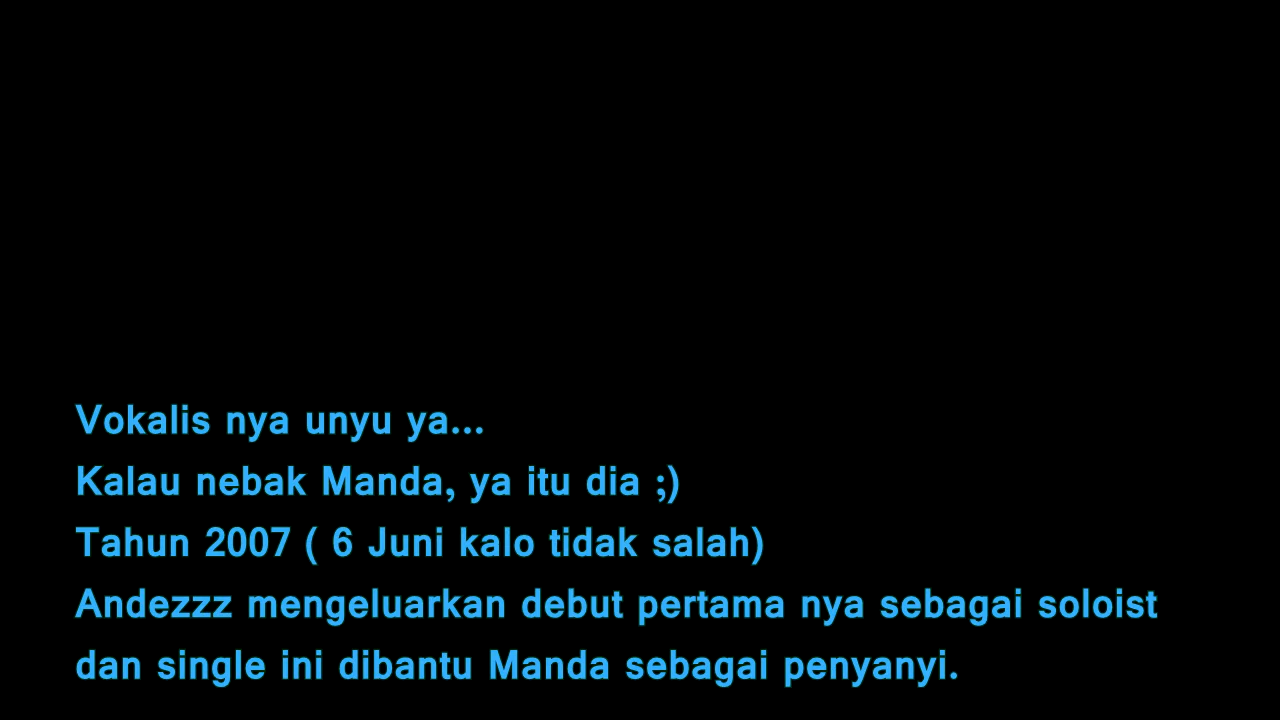 Vokalis nya unyu ya...
Kalau nebak Manda, ya itu dia ;)
Tahun 2007 ( 6 Juni kalo tidak salah)
Andezzz mengeluarkan debut pertama nya sebagai soloist
dan single ini dibantu Manda sebagai penyanyi.